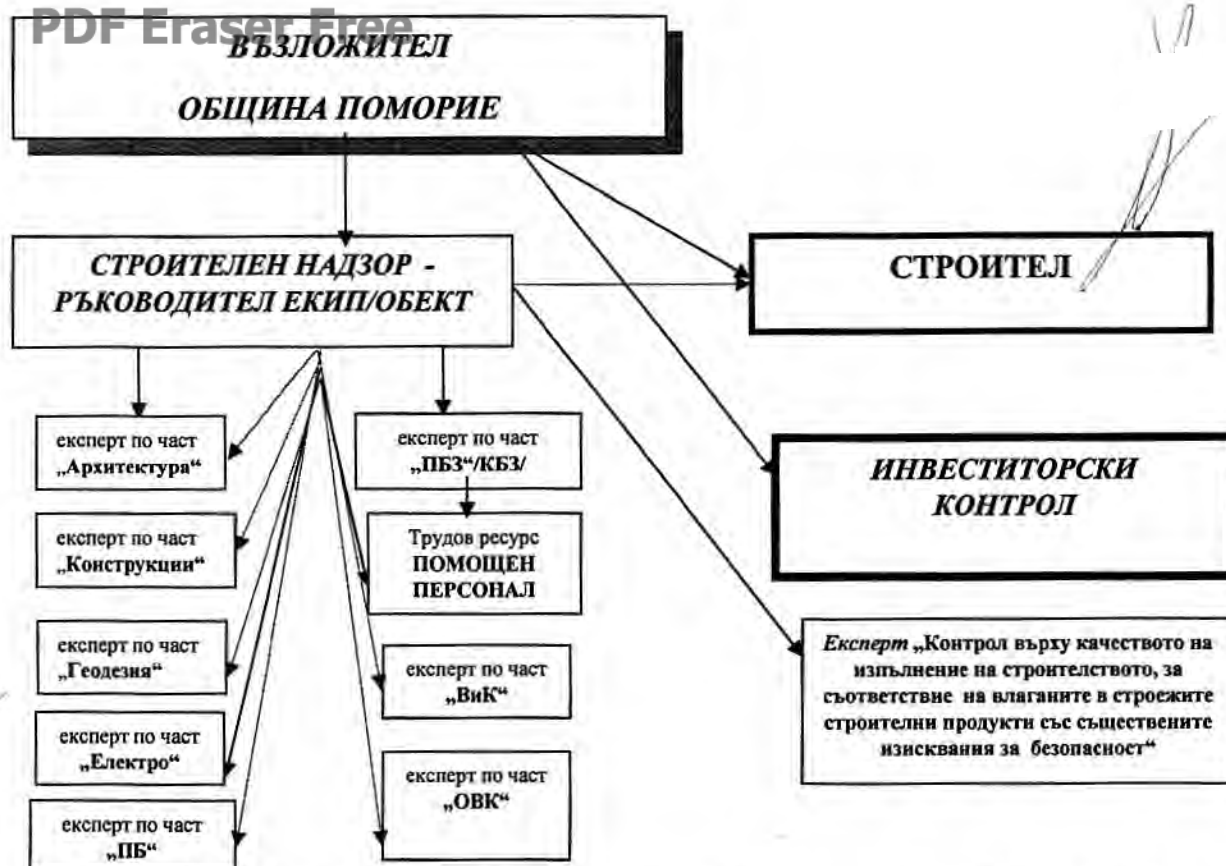 PDF Eraser Free
ВЪЗЛОЖИТЕЛ
ОБЩИНА ПОМОРИЕ
СТРОИТЕЛЕН НАДЗОР -
РЪКОВОДИТЕЛ ЕКИП/ОБЕКТ
СТРОИТЕЛ
експерт по част
„Архитектура“
експерт по част
„ПБЗ“/КБЗ/
ИНВЕСТИТОРСКИ
КОНТРОЛ
експерт по част
„Конструкции“
Трудов ресурс
ПОМОЩЕН
ПЕРСОНАЛ
експерт по част
„Геодезия“
експерт по част
„ВиК“
Експерт „Контрол върху качеството на
изпълнение на строителството, за
съответствие на влаганите в строежите
строителни продукти със съществените
изисквания за безопасност“
експерт по част
„Електро“
експерт по част
„ОВК“
експерт по част
„ПБ“